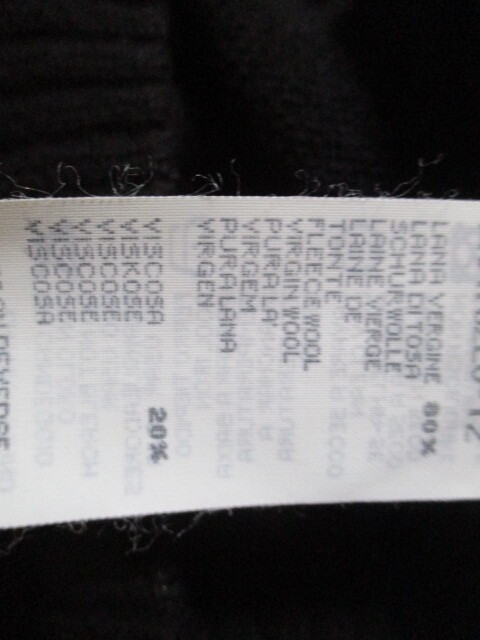 LANA VERGINE 80%
LANA DI TOSA
SCHURWOLLE
LAINE VIERGE
LAINE DE
TONTE
FLEECE WOOL
VIRGIN WOOL
PURA LA'
VIRGEM
PURA LANA
VIRGEN
VISCOSA 20%
VISKOSE
VISCOSE
VISCOSE
VISCOSE
VISCOSA